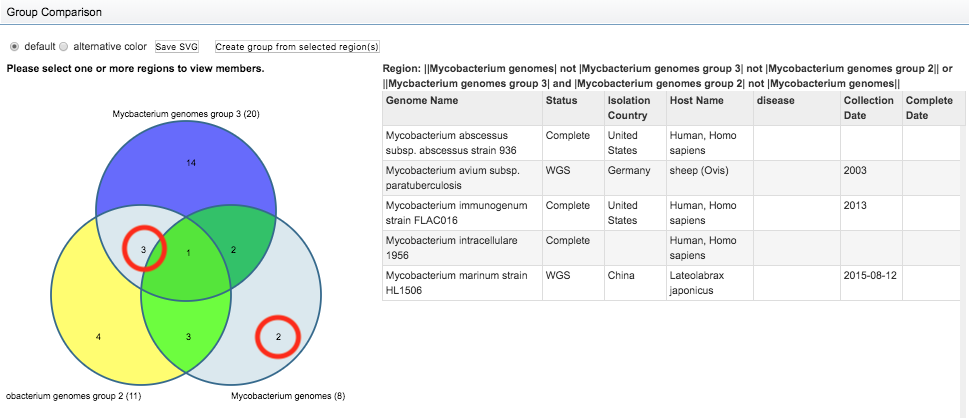 Group Comparison
default alternative color Save SVG Create group from selected region(s)
Please select one or more regions to view members.
Mycbacterium genomes group 3 (20)
14
3
1
2
4
3
2
obacterium genomes group 2 (11)
Mycobacterium genomes (8)
Region: ||Mycobacterium genomes| not |Mycbacterium genomes group 3| not |Mycobacterium genomes group 2|| or
||Mycbacterium genomes group 3| and |Mycobacterium genomes group 2| not |Mycobacterium genomes||
Genome Name Status Isolation Host Name disease Collection Complete
Country Date Date
Mycobacterium abscessus Complete United Human, Homo
subsp. abscessus strain 936 States sapiens
Mycobacterium avium subsp. WGS Germany sheep (Ovis) 2003
paratuberculosis
Mycobacterium immunogenum Complete United Human, Homo 2013
strain FLAC016 States sapiens
Mycobacterium intracellulare Complete Human, Homo
1956 sapiens
Mycobacterium marinum strain WGS China Lateolabrax 2015-08-12
HL1506 japonicus